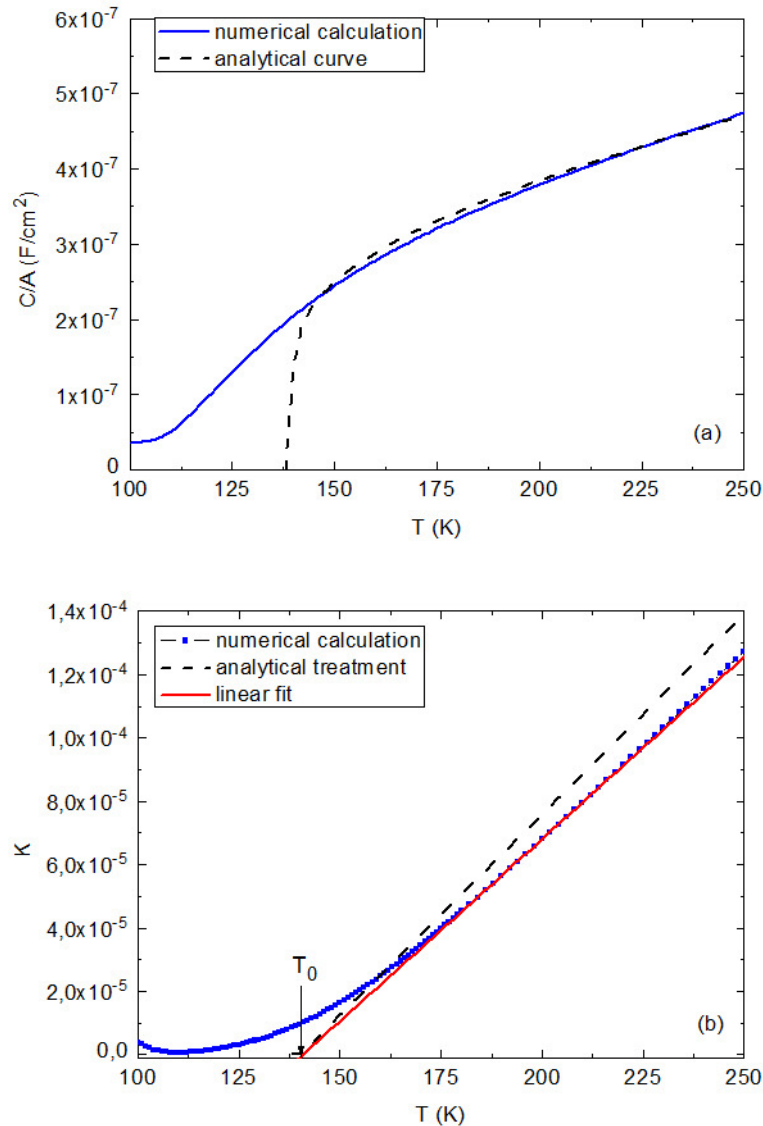 6x10⁻⁷
numerical calculation
analytical curve
5x10⁻⁷
4x10⁻⁷
3x10⁻⁷
2x10⁻⁷
1x10⁻⁷
0
C/A (F/cm²)
(a)
100 125 150 175 200 225 250
T (K)
1,4x10⁻⁴
numerical calculation
analytical treatment
linear fit
1,2x10⁻⁴
1,0x10⁻⁴
8,0x10⁻⁵
6,0x10⁻⁵
4,0x10⁻⁵
2,0x10⁻⁵
0,0
K
T₀
(b)
100 125 150 175 200 225 250
T (K)